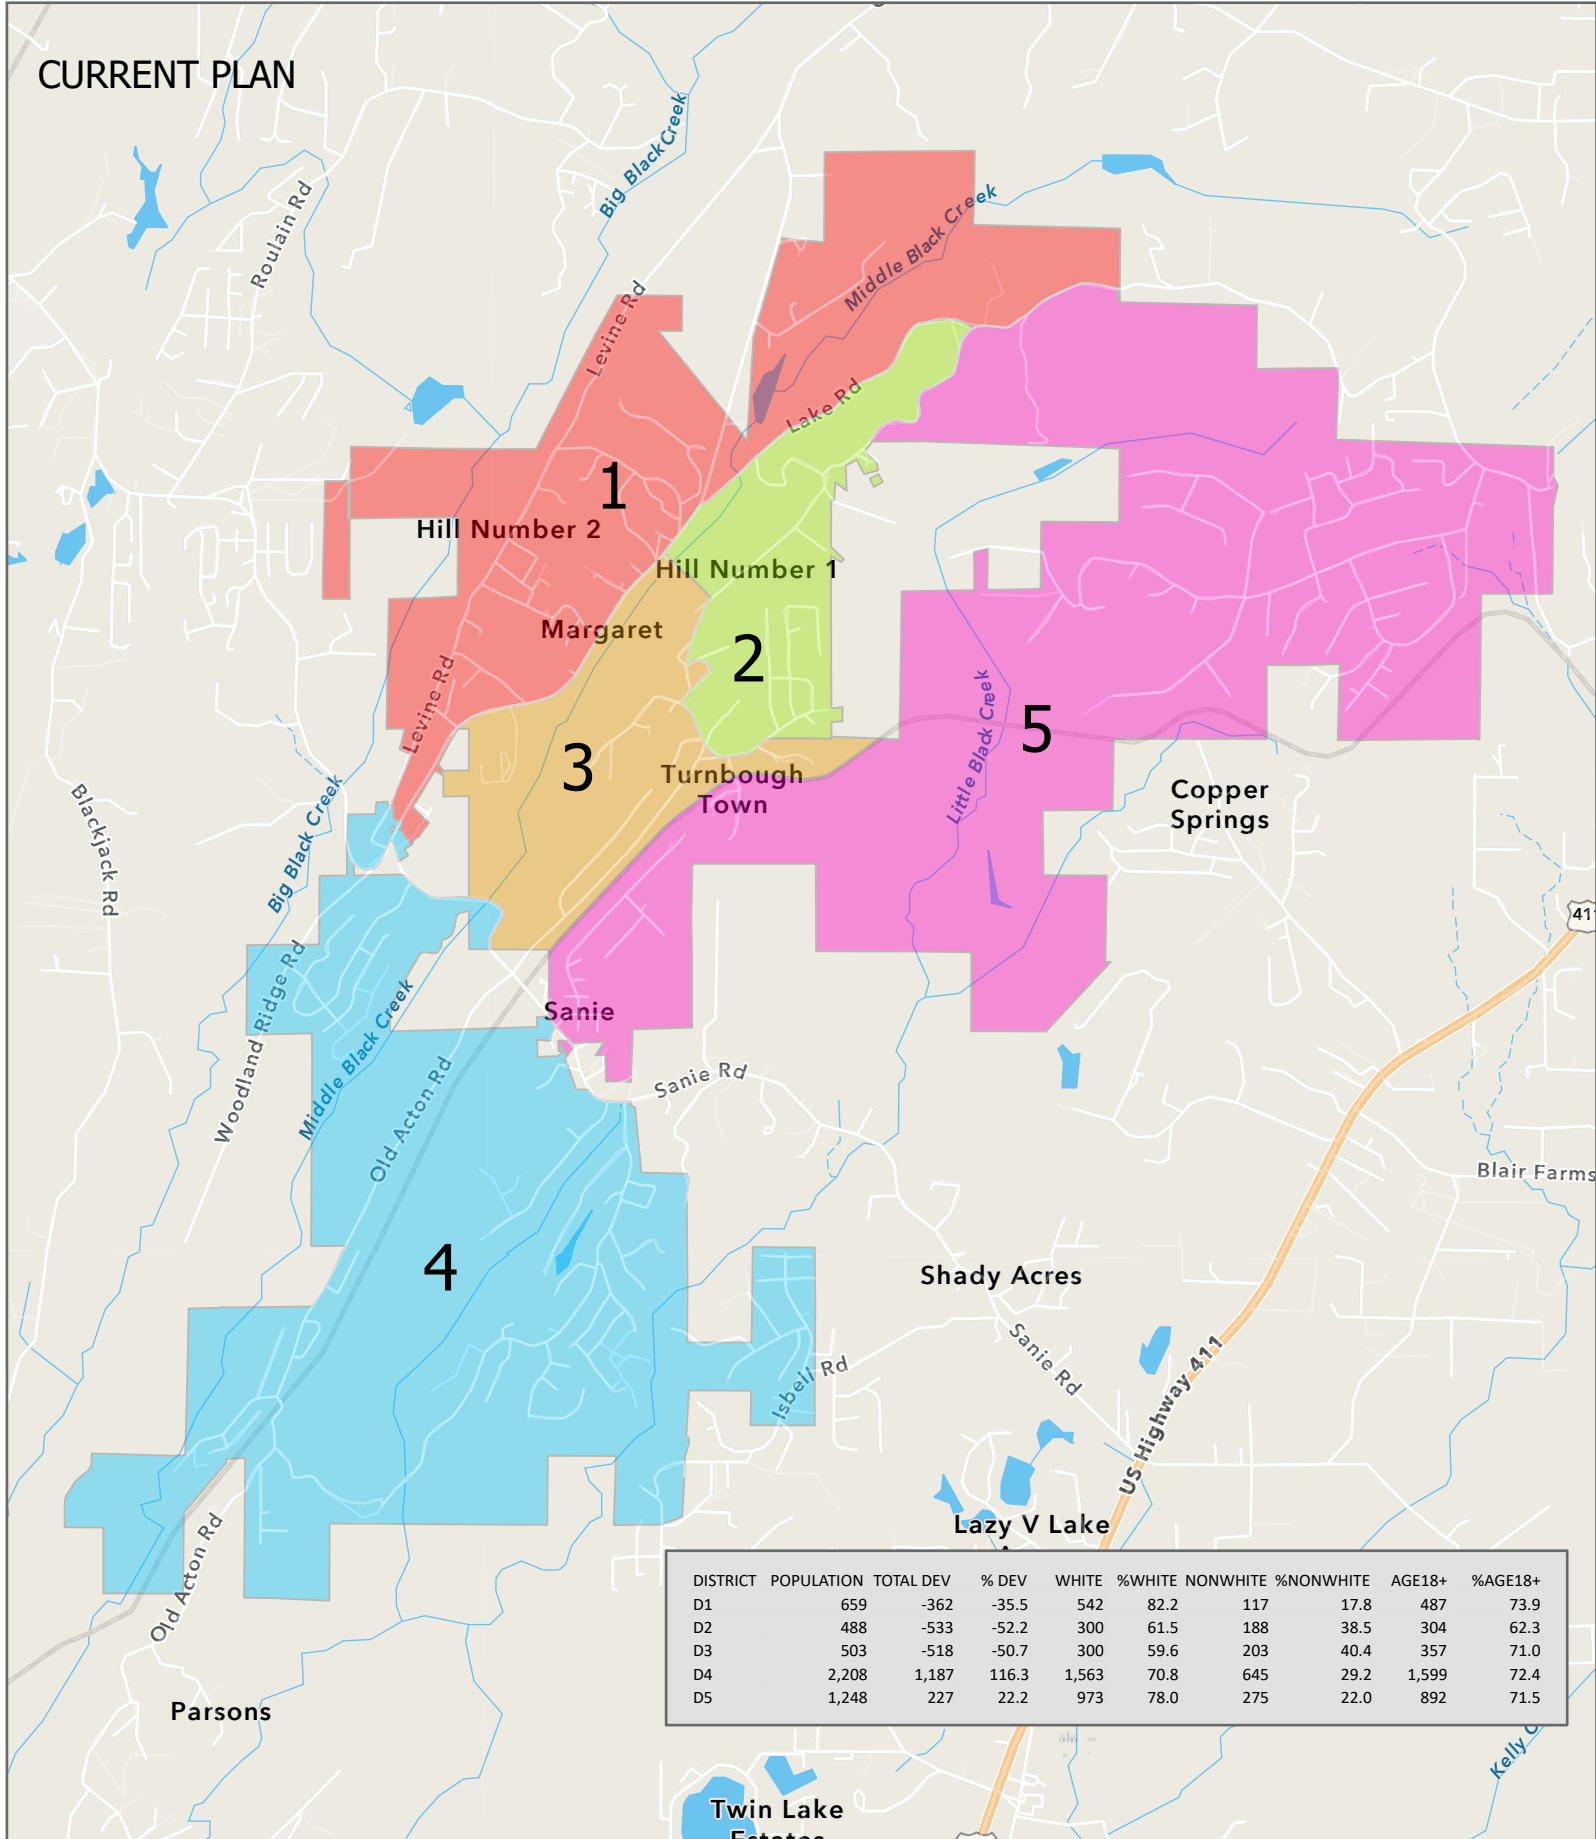 CURRENT PLAN
Big Black Creek
Roulain Rd
Middle Black Creek
Levine Rd
Lake Rd
1
Hill Number 2
Hill Number 1
Margaret
2
Levine Rd
Little Black Creek
5
3
Turnbough
Town
Copper
Springs
Blackjack Rd
Big Black Creek
411
Woodland Ridge Rd
Middle Black Creek
Sanie
Sanie Rd
Old Acton Rd
Blair Farms
4
Shady Acres
Sanie Rd
Isbell Rd
US Highway 411
Lazy V Lake
Old Acton Rd
DISTRICT POPULATION TOTAL DEV % DEV WHITE %WHITE NONWHITE %NONWHITE AGE18+ %AGE18+
D1 659 -362 -35.5 542 82.2 117 17.8 487 73.9
D2 488 -533 -52.2 300 61.5 188 38.5 304 62.3
D3 503 -518 -50.7 300 59.6 203 40.4 357 71.0
D4 2,208 1,187 116.3 1,563 70.8 645 29.2 1,599 72.4
D5 1,248 227 22.2 973 78.0 275 22.0 892 71.5
Parsons
Kelly C
Twin Lake
Estates